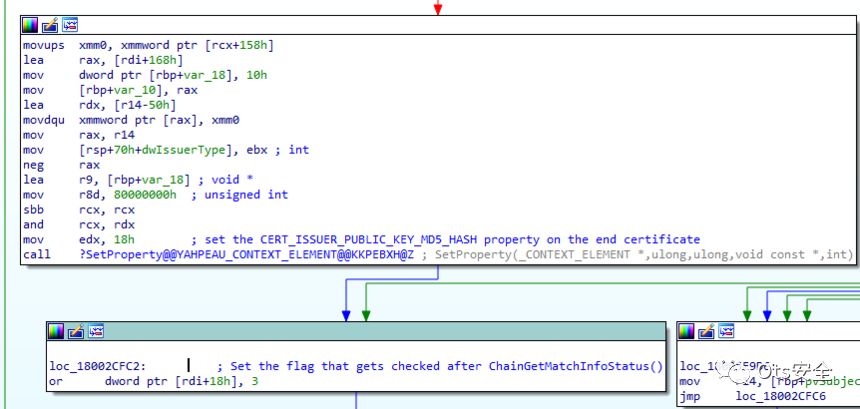 movups  xmm0, xmmword ptr [rcx+158h]
lea     rax, [rdi+168h]
mov     dword ptr [rbp+var_18], 10h
mov     [rbp+var_10], rax
lea     rdx, [r14-50h]
movdqu  xmmword ptr [rax], xmm0
mov     rax, r14
mov     [rsp+70h+dwIssuerType], ebx ; int
neg     rax
lea     r9, [rbp+var_18] ; void *
mov     r8d, 80000000h  ; unsigned int
sbb     rcx, rcx
and     rcx, rdx
mov     edx, 18h        ; set the CERT_ISSUER_PUBLIC_KEY_MD5_HASH property on the end certificate
call    ?SetProperty@@YAHPEAU_CONTEXT_ELEMENT@@KKPEBXH@Z ; SetProperty(_CONTEXT_ELEMENT *,ulong,ulong,void const *,int)
loc_18002CFC2:          ; Set the flag that gets checked after ChainGetMatchInfoStatus()
or      dword ptr [rdi+18h], 3
mov
jmp     loc_18002CFC6
Ots安全